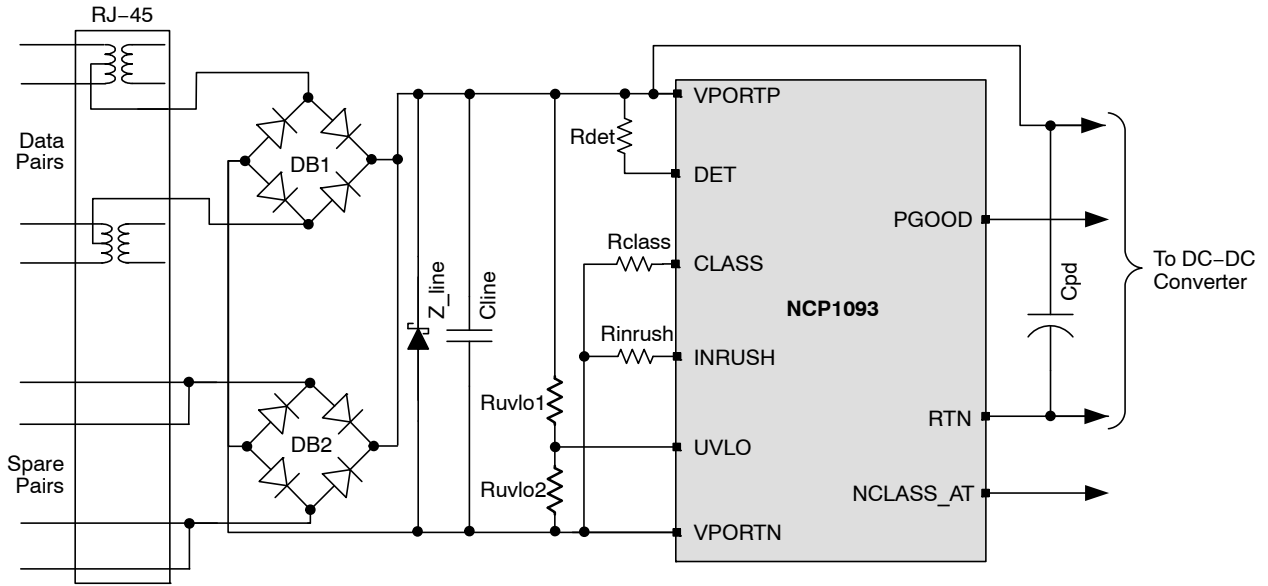 RJ−45
Data
Pairs
DB1
Rdet
VPORTP
DET
PGOOD
Rclass
CLASS
To DC−DC
Converter
Z_line
Cline
Cpd
NCP1093
Rinrush
INRUSH
Ruvlo1
RTN
DB2
UVLO
Spare
Pairs
Ruvlo2
NCLASS_AT
VPORTN